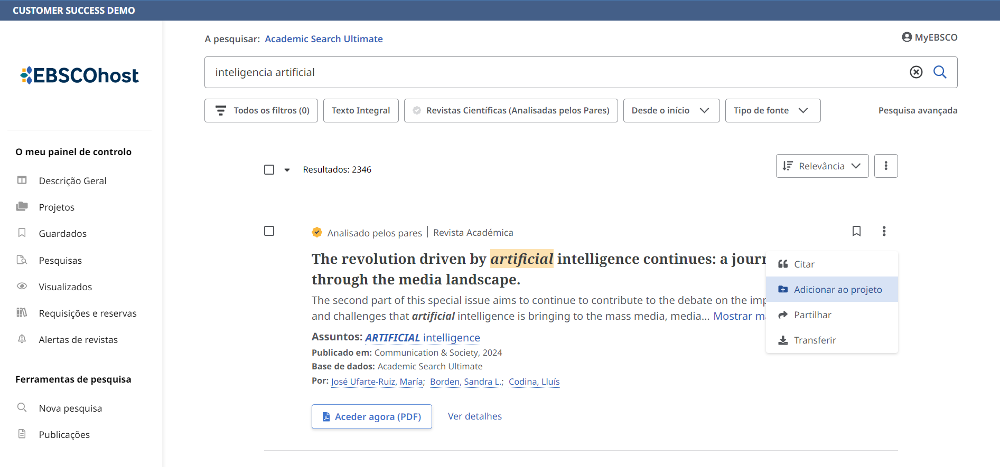 CUSTOMER SUCCESS DEMO
EBSCOhost
O meu painel de controlo
Descrição Geral
Projetos
Guardados
Pesquisas
Visualizados
Requisições e reservas
Alertas de revistas
Ferramentas de pesquisa
Nova pesquisa
Publicações
A pesquisar: Academic Search Ultimate
MyEBSCO
inteligencia artificial
Todos os filtros (0)
Texto Integral
Revistas Científicas (Analisadas pelos Pares)
Desde o início
Tipo de fonte
Pesquisa avançada
Resultados: 2346
Relevância
Analisado pelos pares | Revista Académica
The revolution driven by artificial intelligence continues: a journ
through the media landscape.
The second part of this special issue aims to continue to contribute to the debate on the imp
and challenges that artificial intelligence is bringing to the mass media, media... Mostrar ma
Assuntos: ARTIFICIAL intelligence
Publicado em: Communication & Society, 2024
Base de dados: Academic Search Ultimate
Por: José Ufarte-Ruiz, María; Borden, Sandra L.; Codina, Lluís
Aceder agora (PDF)
Ver detalhes
Citar
Adicionar ao projeto
Partilhar
Transferir